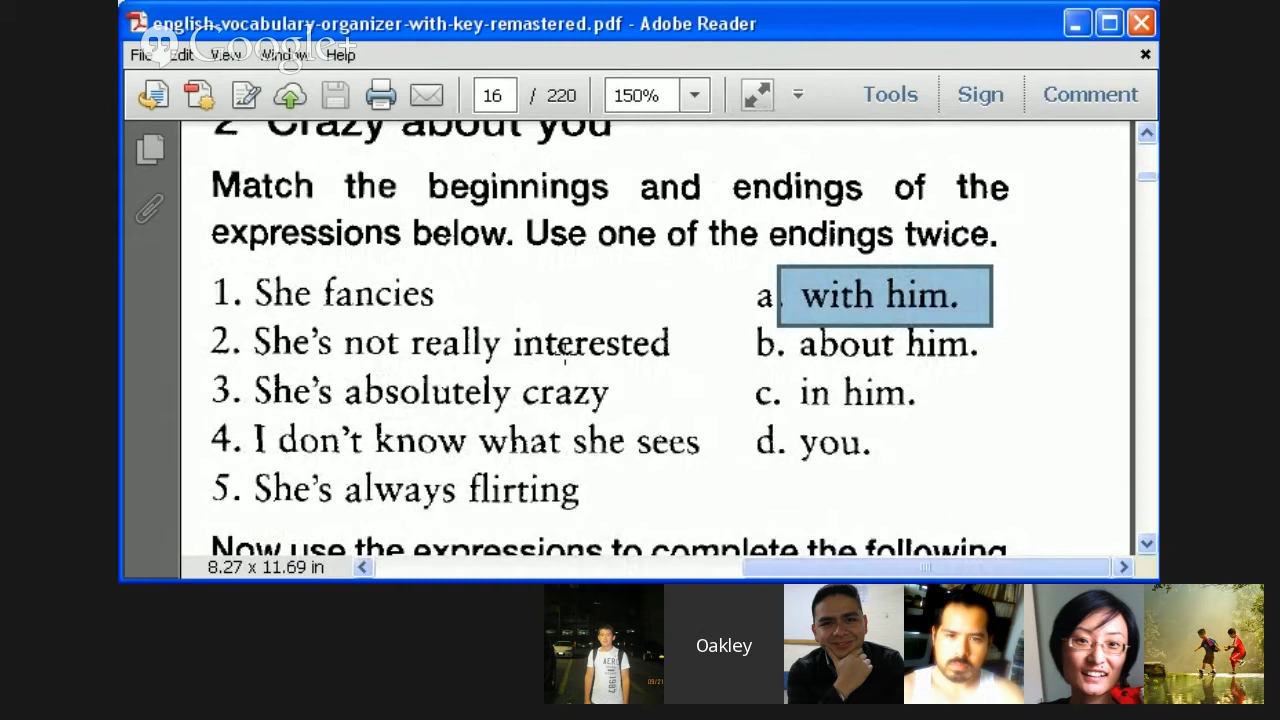 english-vocabulary-organizer-with-key-remastered.pdf - Adobe Reader
Google+
File Edit View Window Help
16 / 220 150% Tools Sign Comment
2 Crazy about you
Match the beginnings and endings of the
expressions below. Use one of the endings twice.
1. She fancies a. with him.
2. She's not really interested b. about him.
3. She's absolutely crazy c. in him.
4. I don't know what she sees d. you.
5. She's always flirting
Now use the expressions to complete the following
8.27 x 11.69 in
Oakley